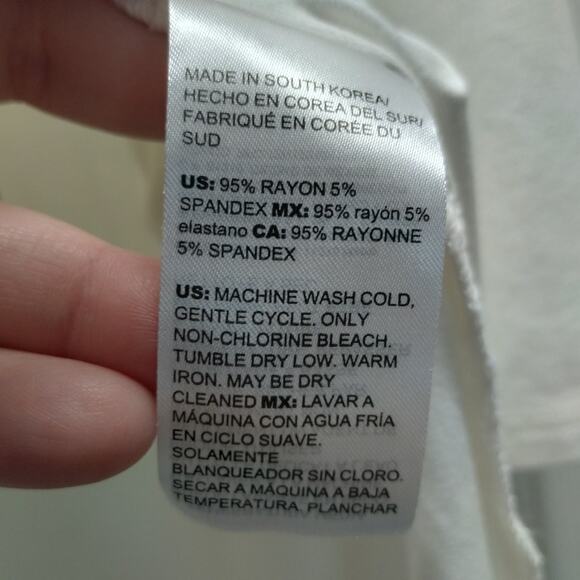 MADE IN SOUTH KOREA/
HECHO EN COREA DEL SUR/
FABRIQUÉ EN CORÉE DU
SUD
US: 95% RAYON 5%
SPANDEX MX: 95% rayón 5%
elastano CA: 95% RAYONNE
5% SPANDEX
US: MACHINE WASH COLD,
GENTLE CYCLE. ONLY
NON-CHLORINE BLEACH.
TUMBLE DRY LOW. WARM
IRON. MAY BE DRY
CLEANED MX: LAVAR A
MÁQUINA CON AGUA FRÍA
EN CICLO SUAVE.
SOLAMENTE
BLANQUEADOR SIN CLORO.
SECAR A MÁQUINA A BAJA
TEMPERATURA. PLANCHAR